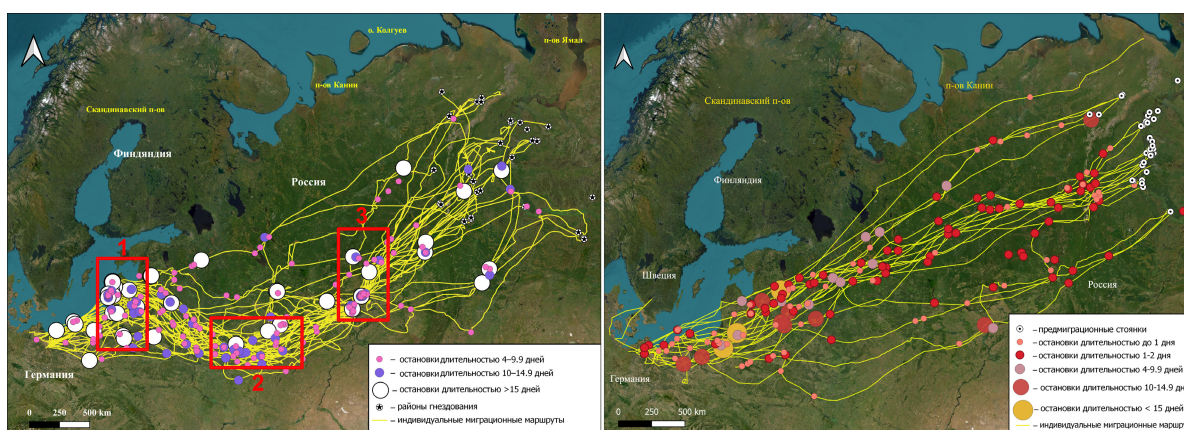 о. Колгуев
п-ов Ямал
п-ов Канин
Скандинавский п-ов
Финдяндия
Россия
3
1
2
Германия
0 250 500 km
– остановки длительностью 4–9.9 дней
– остановки длительностью 10–14.9 дней
– остановки длительностью >15 дней
– районы гнездования
– индивидуальные миграционные маршруты
п-ов Канин
Скандинавский п-ов
Финляндия
Швеция
Россия
Германия
0 250 500 km
– предмиграционные стоянки
– остановки длительностью до 1 дня
– остановки длительностью 1-2 дня
– остановки длительностью 4-9.9 дней
– остановки длительностью 10-14.9 дн
– остановки длительностью < 15 дней
– индивидуальные миграционные маршру